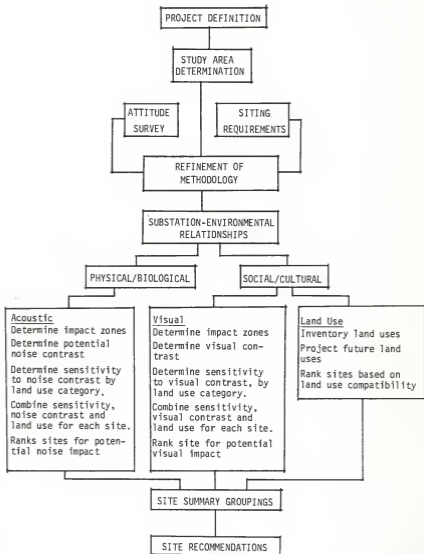 PROJECT DEFINITION
STUDY AREA
DETERMINATION
ATTITUDE
SURVEY
SITING
REQUIREMENTS
REFINEMENT OF
METHODOLOGY
SUBSTATION-ENVIRONMENTAL
RELATIONSHIPS
PHYSICAL/BIOLOGICAL
SOCIAL/CULTURAL
Acoustic
Determine impact zones
Determine potential
noise contrast
Determine sensitivity
to noise contrast by
land use category.
Combine sensitivity,
noise contrast and
land use for each site.
Ranks sites for poten-
tial noise impact
Visual
Determine impact zones
Determine visual con-
trast
Determine sensitivity
to visual contrast, by
land use category.
Combine sensitivity,
visual contrast and
land use for each site.
Rank site for potential
visual impact
Land Use
Inventory land uses
Project future land
uses
Rank sites based on
land use compatibility
SITE SUMMARY GROUPINGS
SITE RECOMMENDATIONS